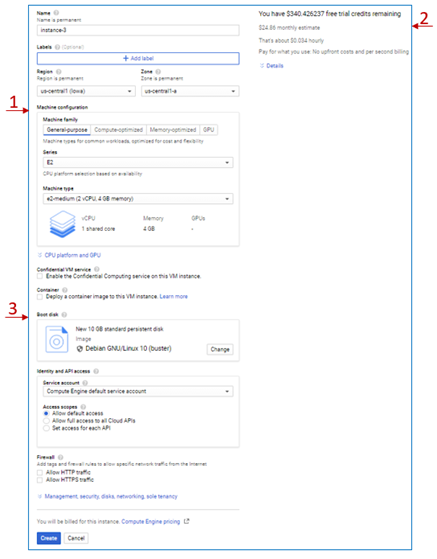 Name
Name is permanent
instance-3
Labels (Optional)
+ Add label
Region
Region is permanent
us-central1 (Iowa)
Zone
Zone is permanent
us-central1-a
1
Machine configuration
Machine family
General-purpose Compute-optimized Memory-optimized GPU
Machine types for common workloads, optimized for cost and flexibility
Series
E2
CPU platform selection based on availability
Machine type
e2-medium (2 vCPU, 4 GB memory)
vCPU Memory GPUs
1 shared core 4 GB -
CPU platform and GPU
Confidential VM service
Enable the Confidential Computing service on this VM instance.
Container
Deploy a container image to this VM instance. Learn more
3
Boot disk
New 10 GB standard persistent disk
Image
Debian GNU/Linux 10 (buster)
Change
Identity and API access
Service account
Compute Engine default service account
Access scopes
Allow default access
Allow full access to all Cloud APIs
Set access for each API
Firewall
Add tags and firewall rules to allow specific network traffic from the Internet
Allow HTTP traffic
Allow HTTPS traffic
Management, security, disks, networking, sole tenancy
You will be billed for this instance. Compute Engine pricing
Create Cancel
You have $340.426237 free trial credits remaining
2
$24.86 monthly estimate
That's about $0.034 hourly
Pay for what you use: No upfront costs and per second billing
Details